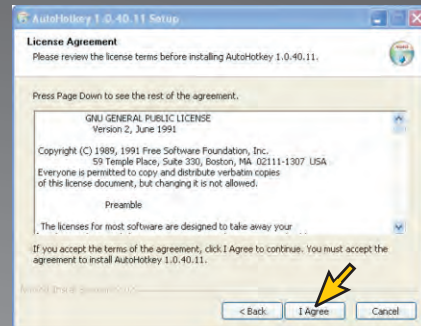 AutoHotkey 1.0.40.11 Setup
License Agreement
Please review the license terms before installing AutoHotkey 1.0.40.11.
Press Page Down to see the rest of the agreement.
GNU GENERAL PUBLIC LICENSE
Version 2, June 1991
Copyright (C) 1989, 1991 Free Software Foundation, Inc.
59 Temple Place, Suite 330, Boston, MA 02111-1307 USA
Everyone is permitted to copy and distribute verbatim copies
of this license document, but changing it is not allowed.
Preamble
The licenses for most software are designed to take away your
If you accept the terms of the agreement, click I Agree to continue. You must accept the
agreement to install AutoHotkey 1.0.40.11.
< Back
I Agree
Cancel